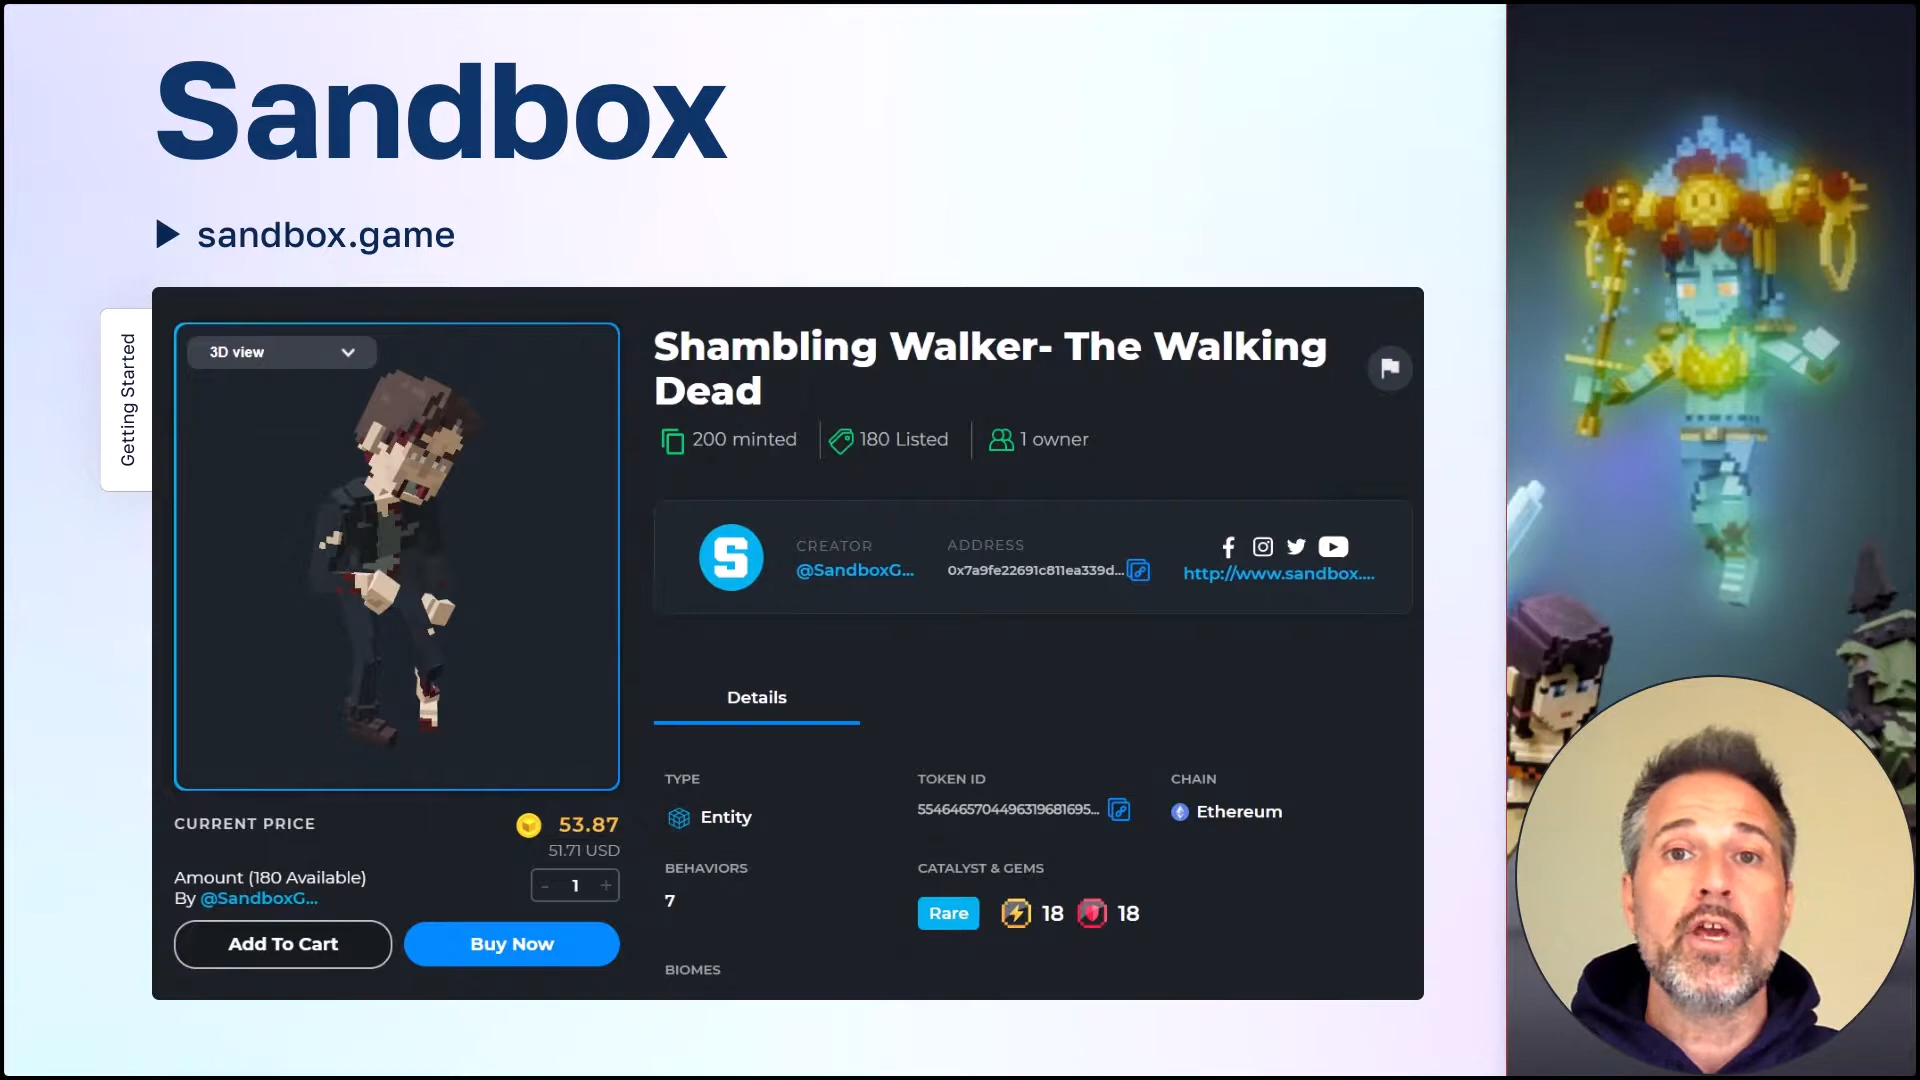 Sandbox
sandbox.game
Getting Started
3D view
Shambling Walker- The Walking
Dead
200 minted
180 Listed
1 owner
S
CREATOR
@SandboxG...
ADDRESS
0x7a9fe22691c811ea339d...
http://www.sandbox....
Details
TYPE
Entity
TOKEN ID
5546465704496319681695...
CHAIN
Ethereum
BEHAVIORS
7
CATALYST & GEMS
Rare
18
18
BIOMES
CURRENT PRICE
53.87
51.71 USD
Amount (180 Available)
By @SandboxG...
- 1 +
Add To Cart
Buy Now